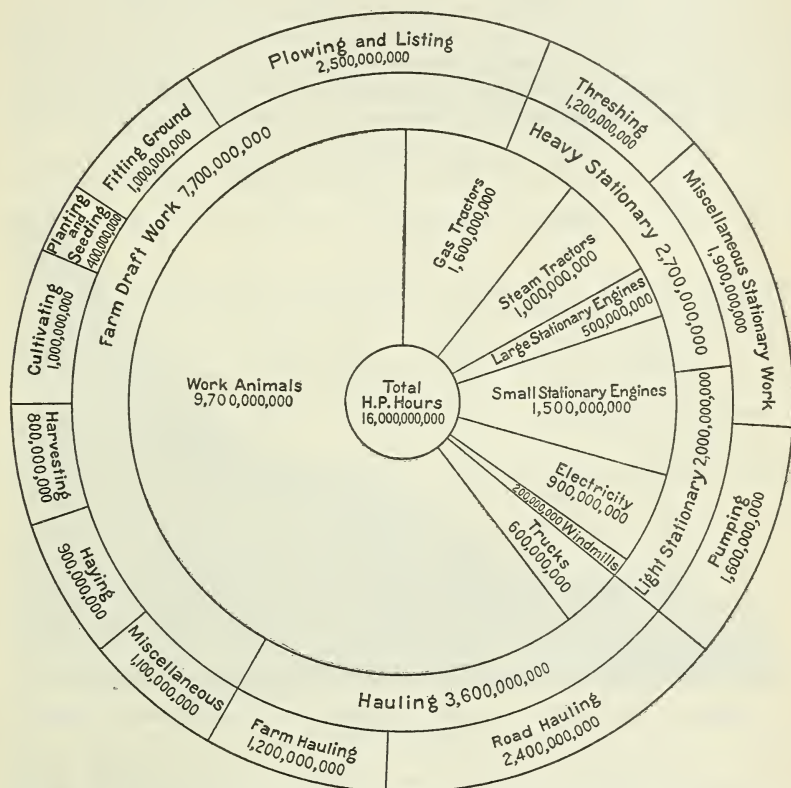 Plowing and Listing
2,500,000,000
Threshing
1,200,000,000
Miscellaneous Stationary Work
1,900,000,000
Pumping
1,600,000,000
Road Hauling
2,400,000,000
Farm Hauling
1,200,000,000
Miscellaneous
1,100,000,000
Haying
900,000,000
Harvesting
800,000,000
Cultivating
1,000,000,000
Planting
and
Seeding
400,000,000
Fitting Ground
1,000,000,000
Farm Draft Work 7,700,000,000
Heavy Stationary 2,700,000,000
Light Stationary 2,000,000,000
Hauling 3,600,000,000
Gas Tractors
1,600,000,000
Steam Tractors
1,000,000,000
Large Stationary Engines
500,000,000
Small Stationary Engines
1,500,000,000
Electricity
900,000,000
200,000,000 Windmills
Trucks
600,000,000
Work Animals
9,700,000,000
Total
H.P. Hours
16,000,000,000